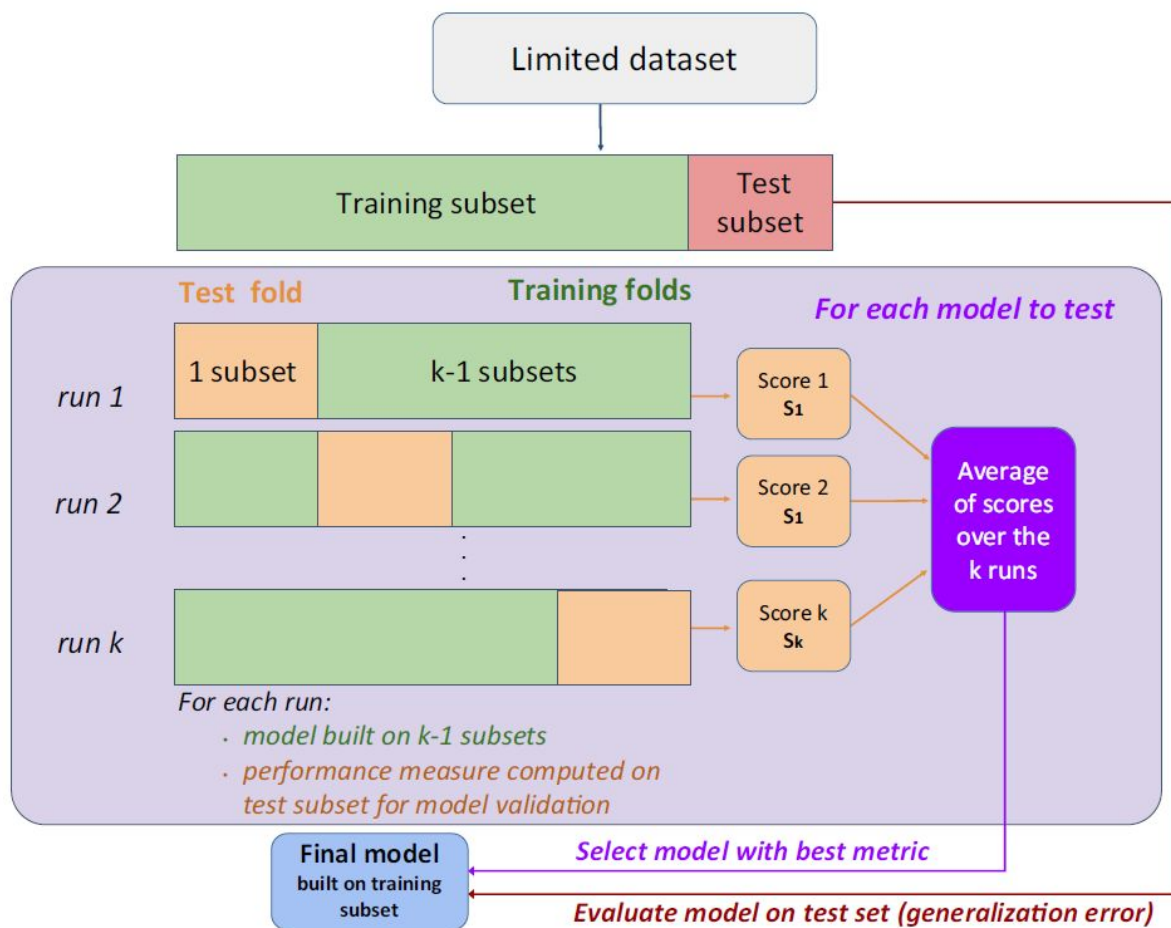 Limited dataset
Training subset
Test
subset
Test fold
Training folds
For each model to test
run 1
1 subset
k-1 subsets
Score 1
S1
run 2
Score 2
S1
Average
of scores
over the
k runs
.
.
.
run k
Score k
Sk
For each run:
· model built on k-1 subsets
· performance measure computed on
test subset for model validation
Final model
built on training
subset
Select model with best metric
Evaluate model on test set (generalization error)